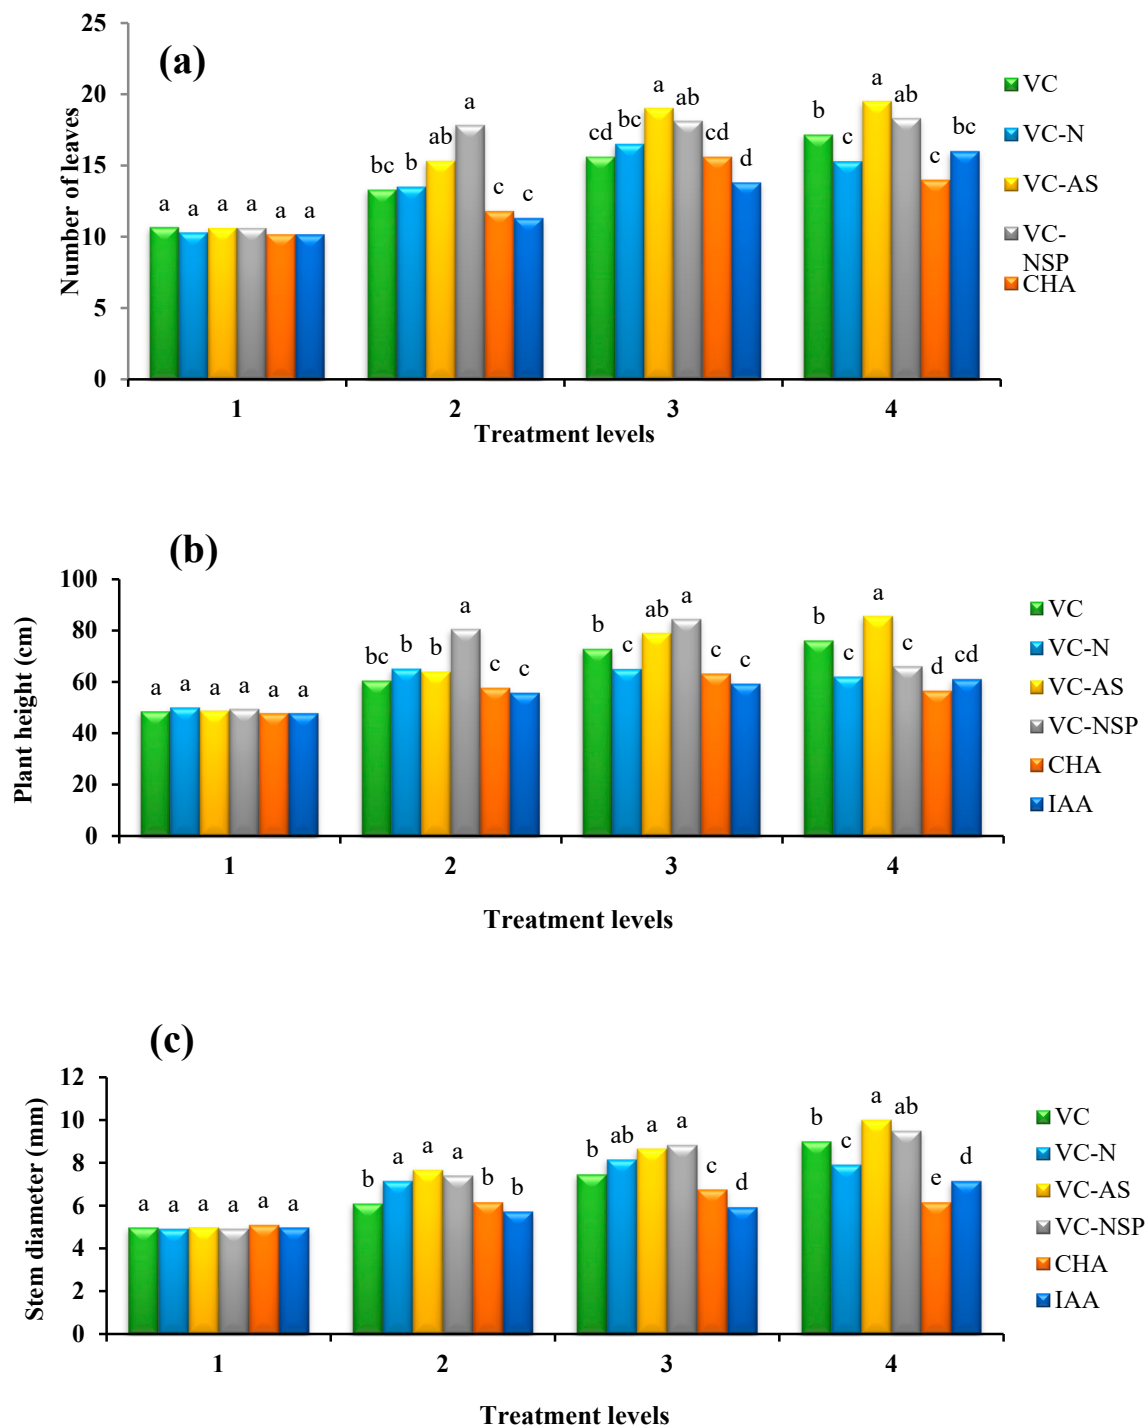 (a)
25
20
15
10
5
0
Number of leaves
a a a a a a
bc b ab a c c
cd bc a ab cd d
b c a ab c bc
1 2 3 4
Treatment levels
VC
VC-N
VC-AS
VC-
NSP
CHA
(b)
100
80
60
40
20
0
Plant height (cm)
a a a a a a
bc b b a c c
b c ab a c c
b c a c d cd
1 2 3 4
Treatment levels
VC
VC-N
VC-AS
VC-NSP
CHA
IAA
(c)
12
10
8
6
4
2
0
Stem diameter (mm)
a a a a a a
b a a a b b
b ab a a c d
b c a ab e d
1 2 3 4
Treatment levels
VC
VC-N
VC-AS
VC-NSP
CHA
IAA